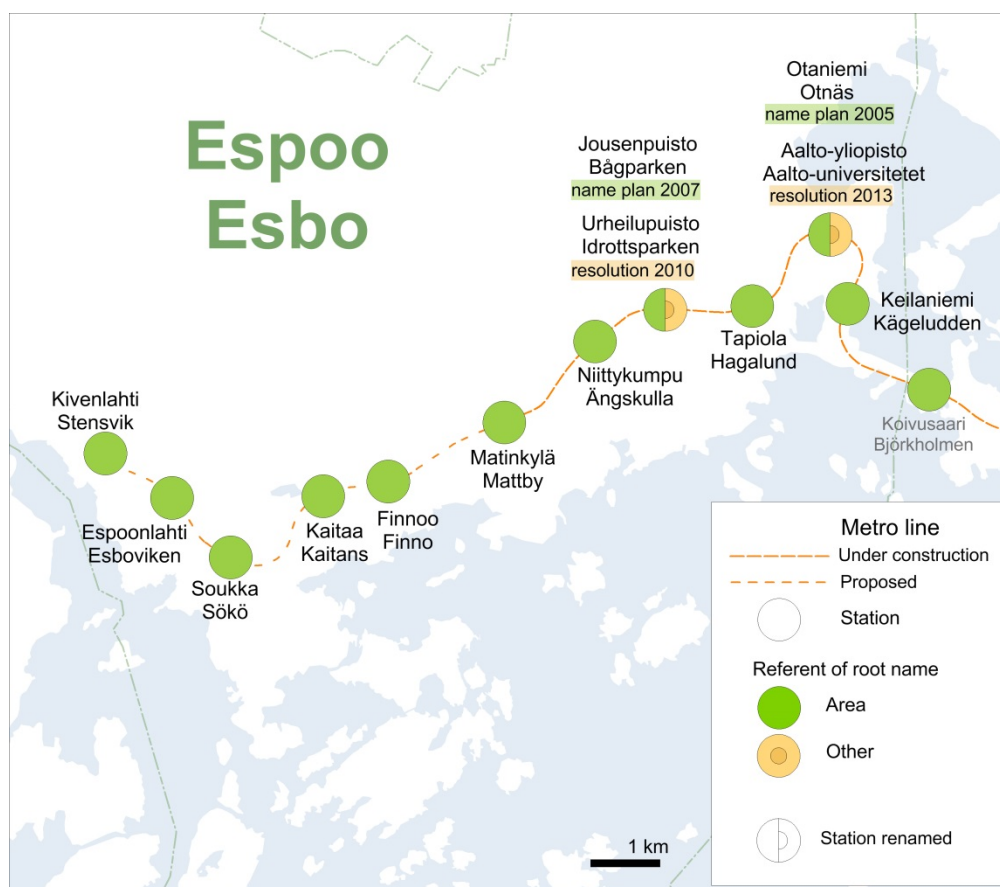 Espoo
Esbo
Otaniemi
Otnäs
name plan 2005
Aalto-yliopisto
Aalto-universitetet
resolution 2013
Jousenpuisto
Bågparken
name plan 2007
Urheilupuisto
Idrottsparken
resolution 2010
Keilaniemi
Kägeludden
Tapiola
Hagalund
Niittykumpu
Ängskulla
Koivusaari
Björkholmen
Kivenlahti
Stensvik
Matinkylä
Mattby
Espoonlahti
Esboviken
Kaitaa
Kaitans
Finnoo
Finno
Soukka
Sökö
Metro line
Under construction
Proposed
Station
Referent of root name
Area
Other
Station renamed
1 km